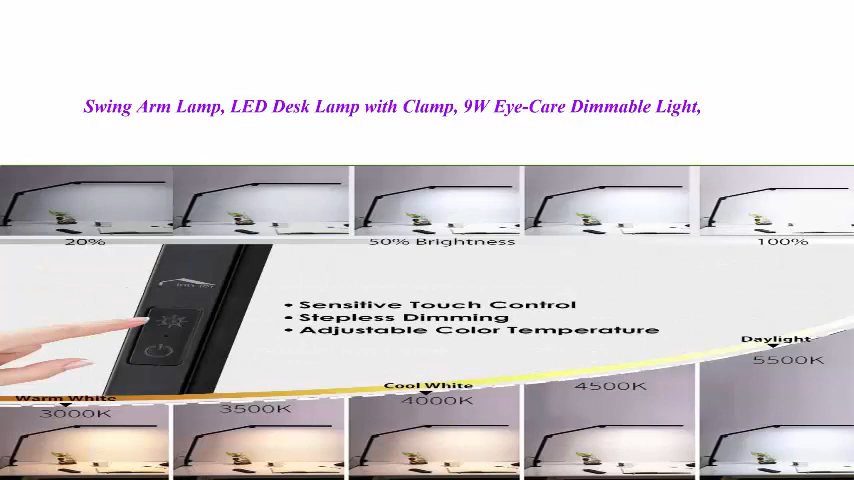 Swing Arm Lamp, LED Desk Lamp with Clamp, 9W Eye-Care Dimmable Light,
20% 50% Brightness 100%
• Sensitive Touch Control
• Stepless Dimming
• Adjustable Color Temperature
Daylight
5500K
Cool White
4500K
4000K
Warm White
3500K
3000K